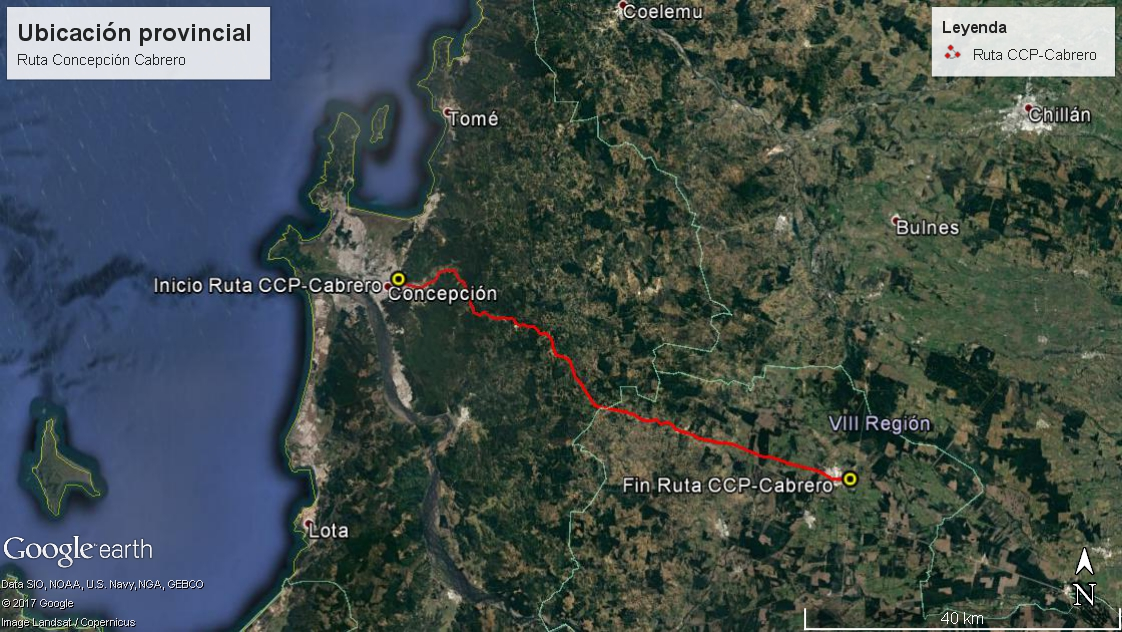 Ubicación provincial
Ruta Concepción Cabrero
Leyenda
Ruta CCP-Cabrero
Coelemu
Tomé
Chillán
Bulnes
Inicio Ruta CCP-Cabrero
Concepción
VIII Región
Fin Ruta CCP-Cabrero
Lota
Google earth
Data SIO, NOAA, U.S. Navy, NGA, GEBCO
© 2017 Google
Image Landsat / Copernicus
N
40 km